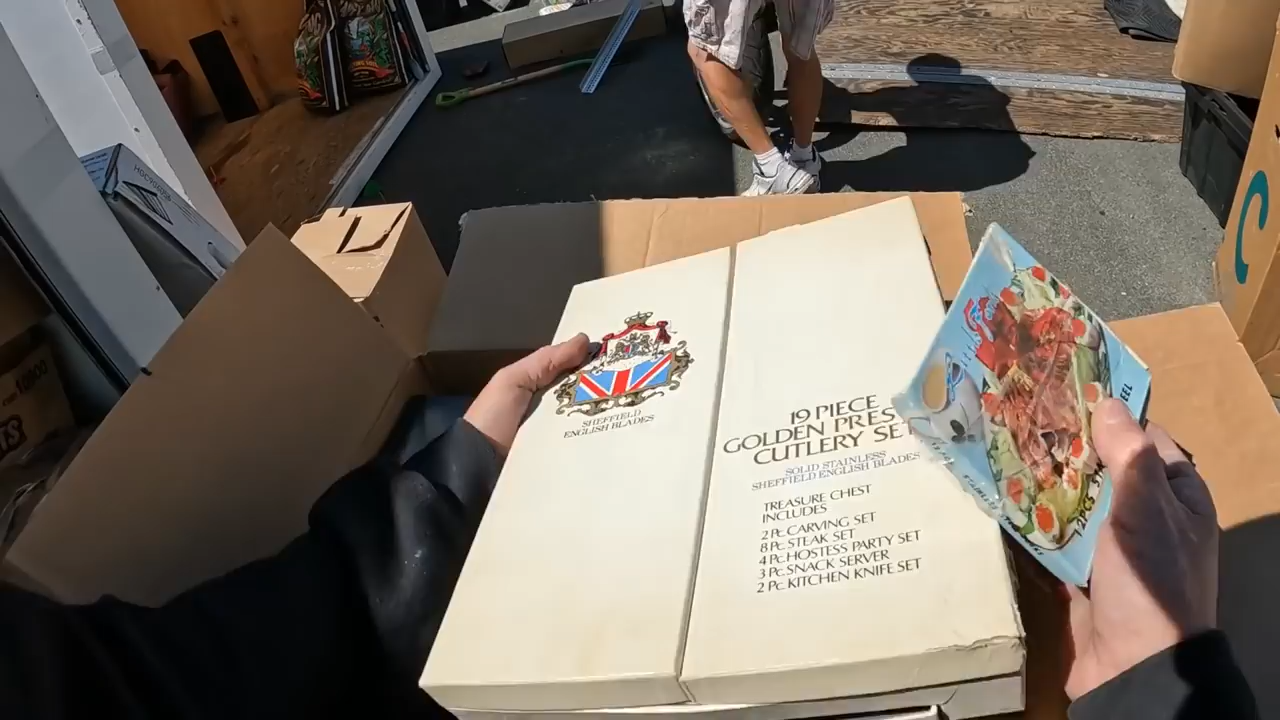 SHEFFIELD
ENGLISH BLADES
19 PIECE
GOLDEN PRES
CUTLERY SET
SOLID STAINLESS
SHEFFIELD ENGLISH BLADES
TREASURE CHEST
INCLUDES
2 Pc. CARVING SET
8 Pc. STEAK SET
4 Pc. HOSTESS PARTY SET
3 Pc. SNACK SERVER
2 Pc. KITCHEN KNIFE SET
12PCS